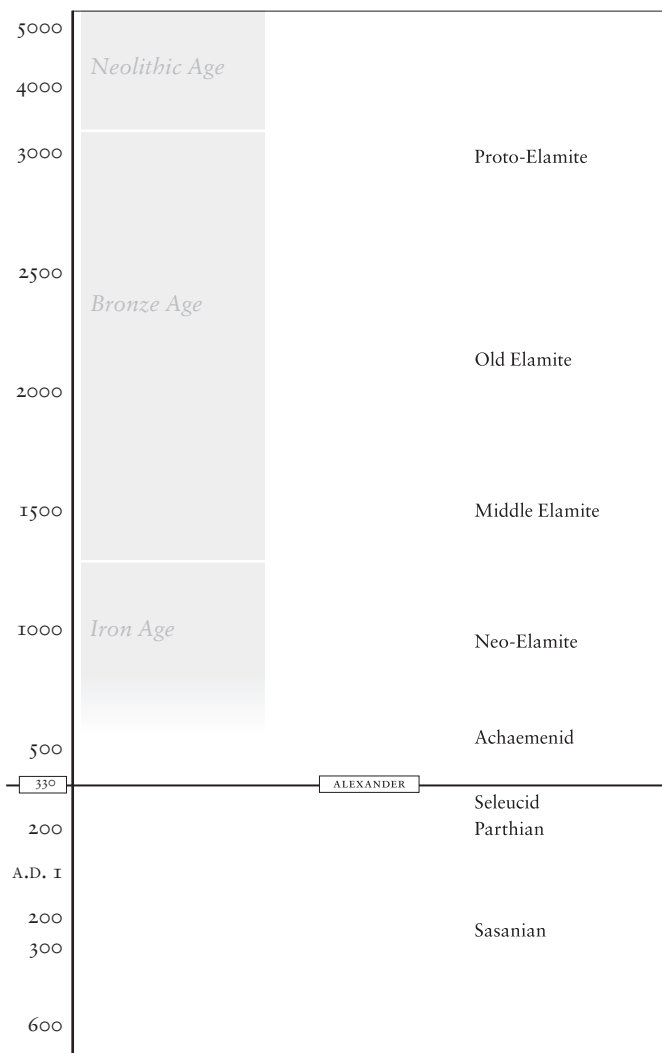 5000
Neolithic Age
4000
3000 Proto-Elamite
2500
Bronze Age
Old Elamite
2000
1500 Middle Elamite
1000 Iron Age
Neo-Elamite
Achaemenid
500
330 ALEXANDER
Seleucid
200 Parthian
A.D. 1
200
Sasanian
300
600